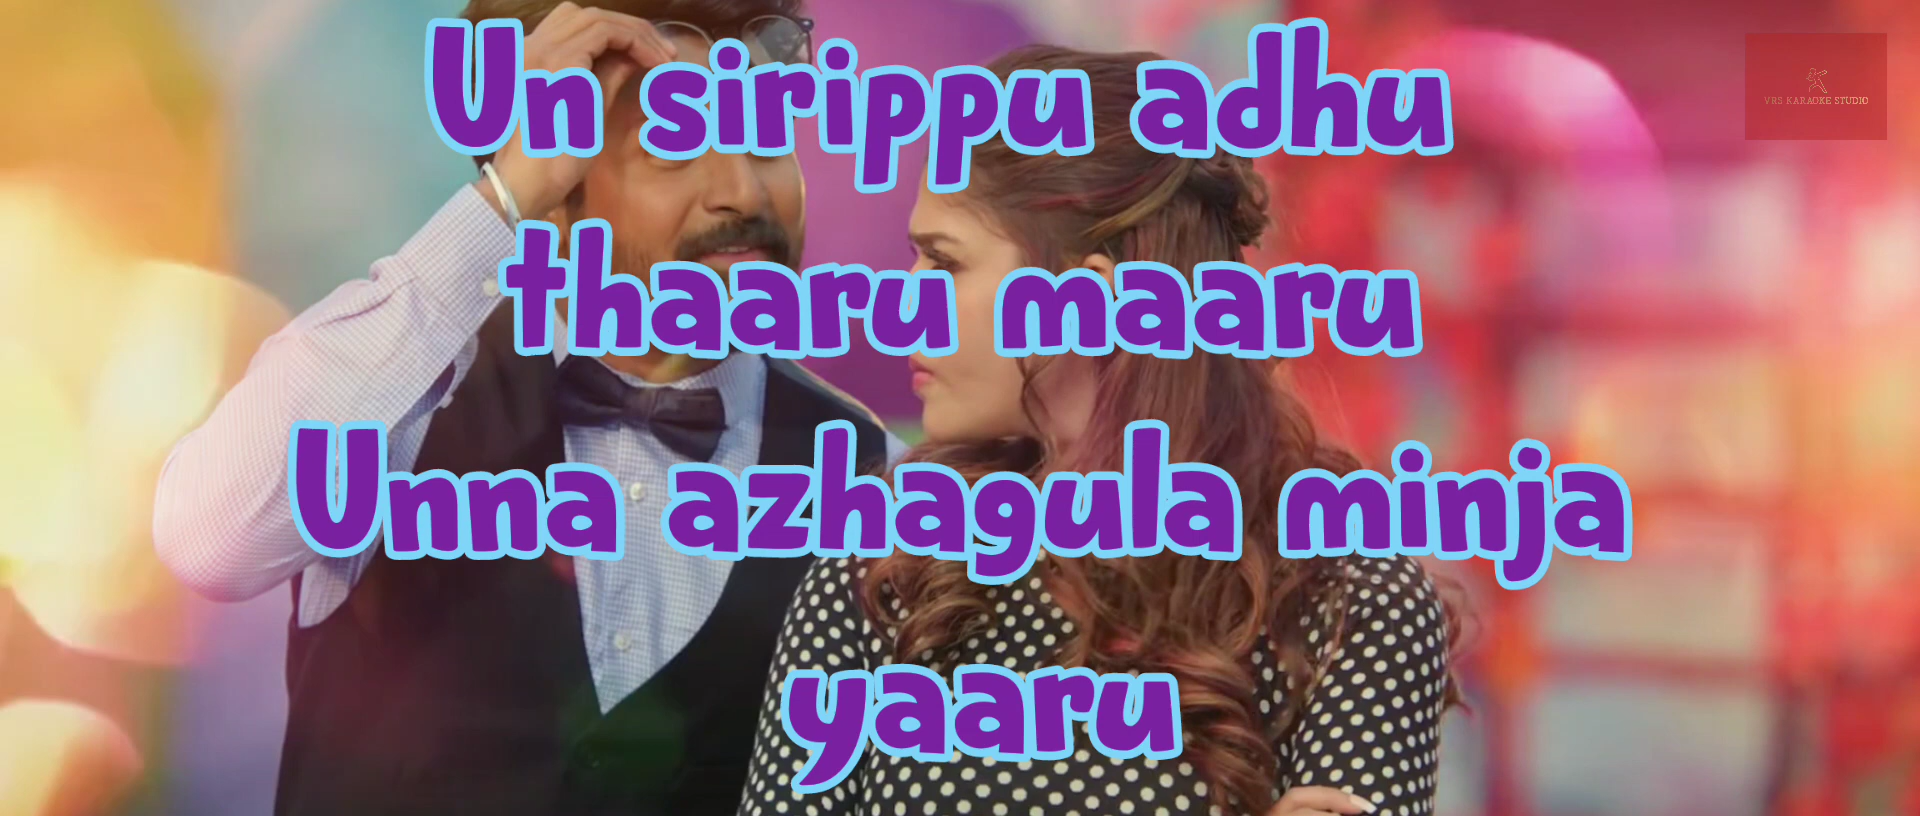 Un sirippu adhu
thaaru maaru
Unna azhagula minja
yaaru
VRS KARAOKE STUDIO